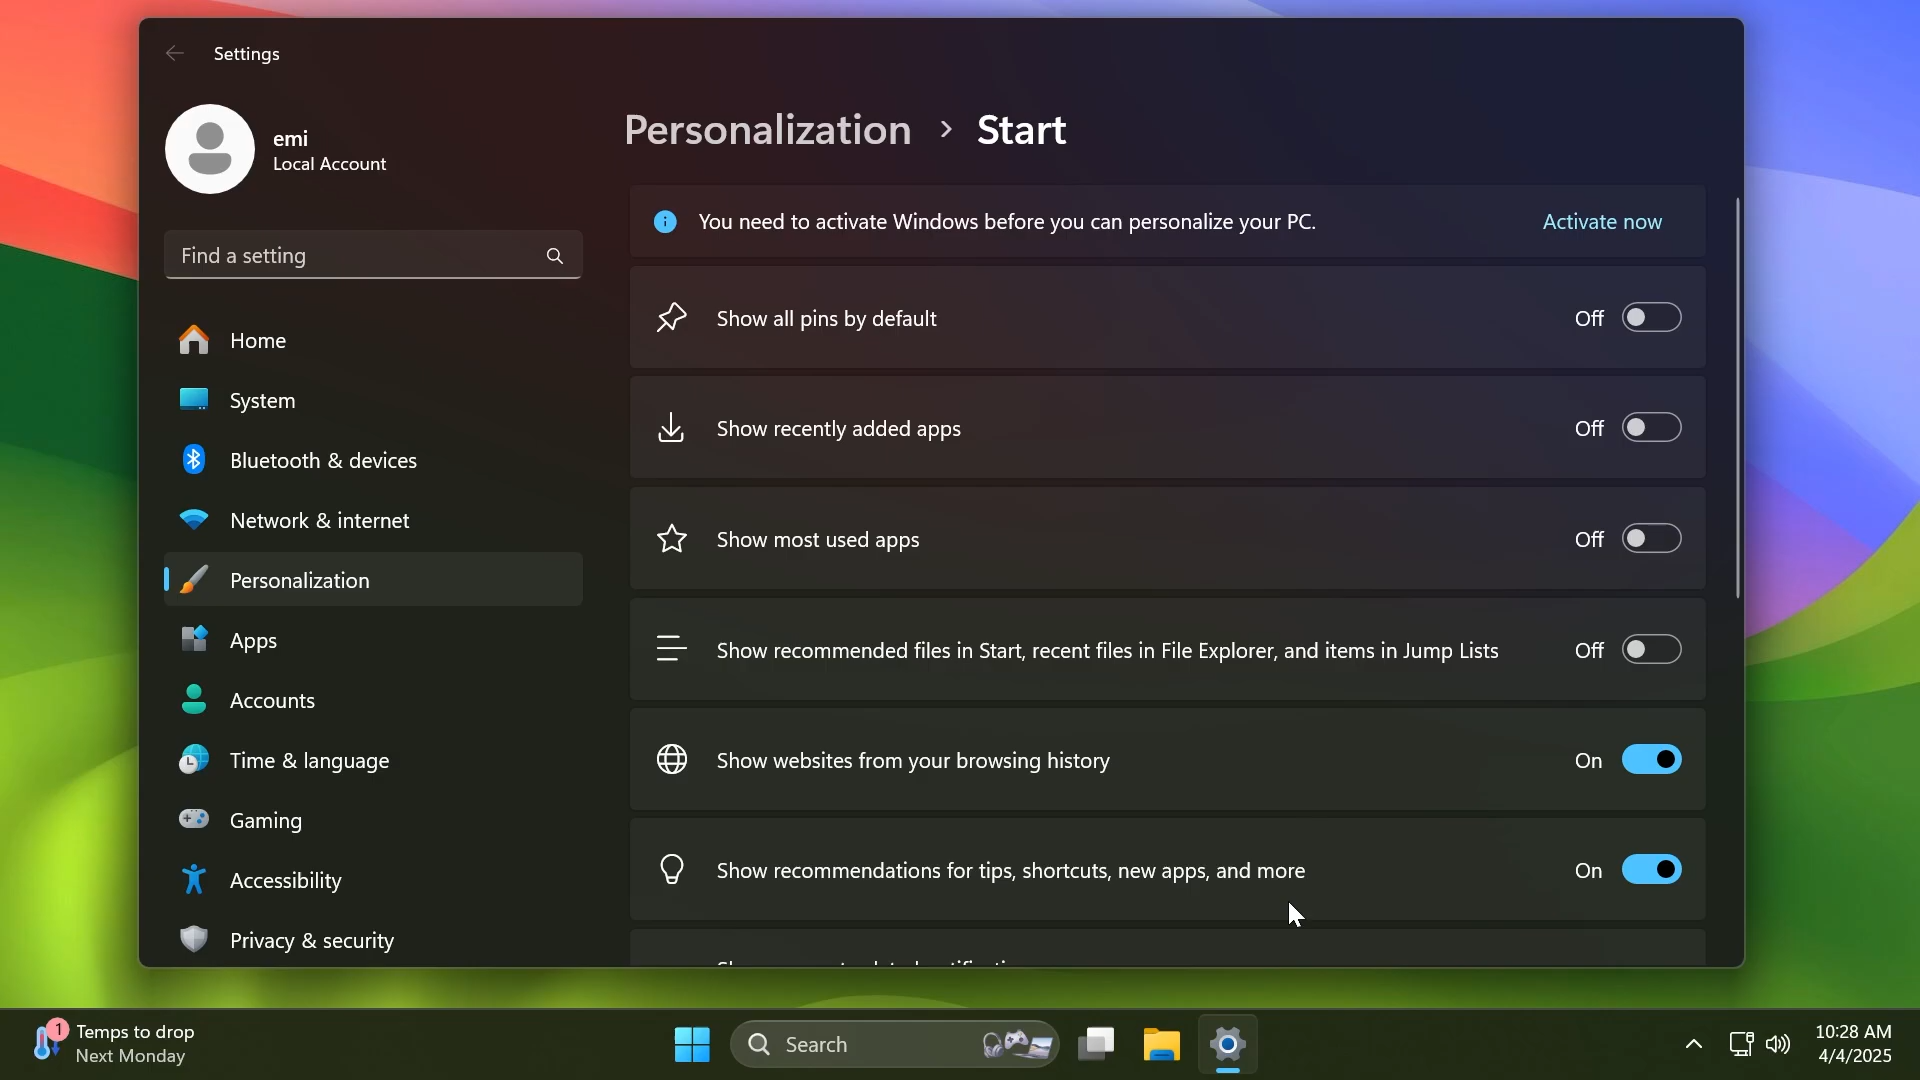 Settings
emi
Local Account
Find a setting
Home
System
Bluetooth & devices
Network & internet
Personalization
Apps
Accounts
Time & language
Gaming
Accessibility
Privacy & security
Personalization > Start
You need to activate Windows before you can personalize your PC. Activate now
Show all pins by default Off
Show recently added apps Off
Show most used apps Off
Show recommended files in Start, recent files in File Explorer, and items in Jump Lists Off
Show websites from your browsing history On
Show recommendations for tips, shortcuts, new apps, and more On
1
Temps to drop
Next Monday
Search
10:28 AM
4/4/2025